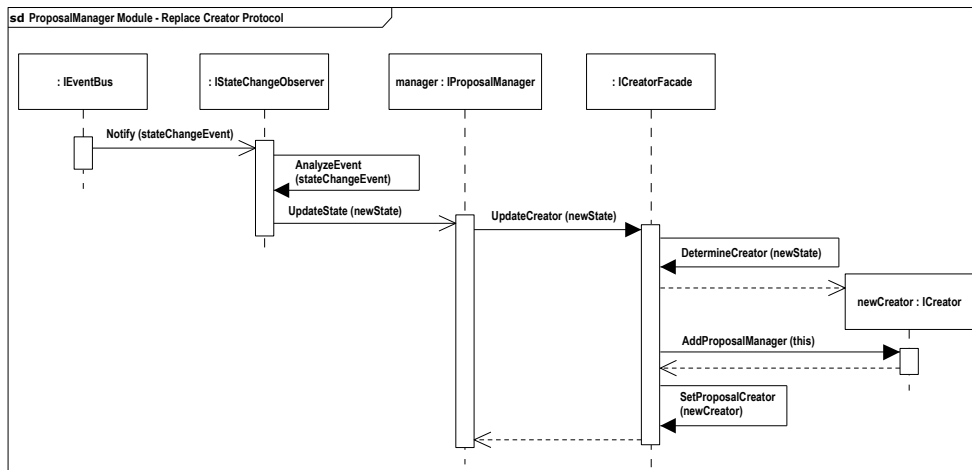 sd ProposalManager Module - Replace Creator Protocol
: IEventBus
: IStateChangeObserver
manager : IProposalManager
: ICreatorFacade
Notify (stateChangeEvent)
AnalyzeEvent
(stateChangeEvent)
UpdateState (newState)
UpdateCreator (newState)
DetermineCreator (newState)
newCreator : ICreator
AddProposalManager (this)
SetProposalCreator
(newCreator)